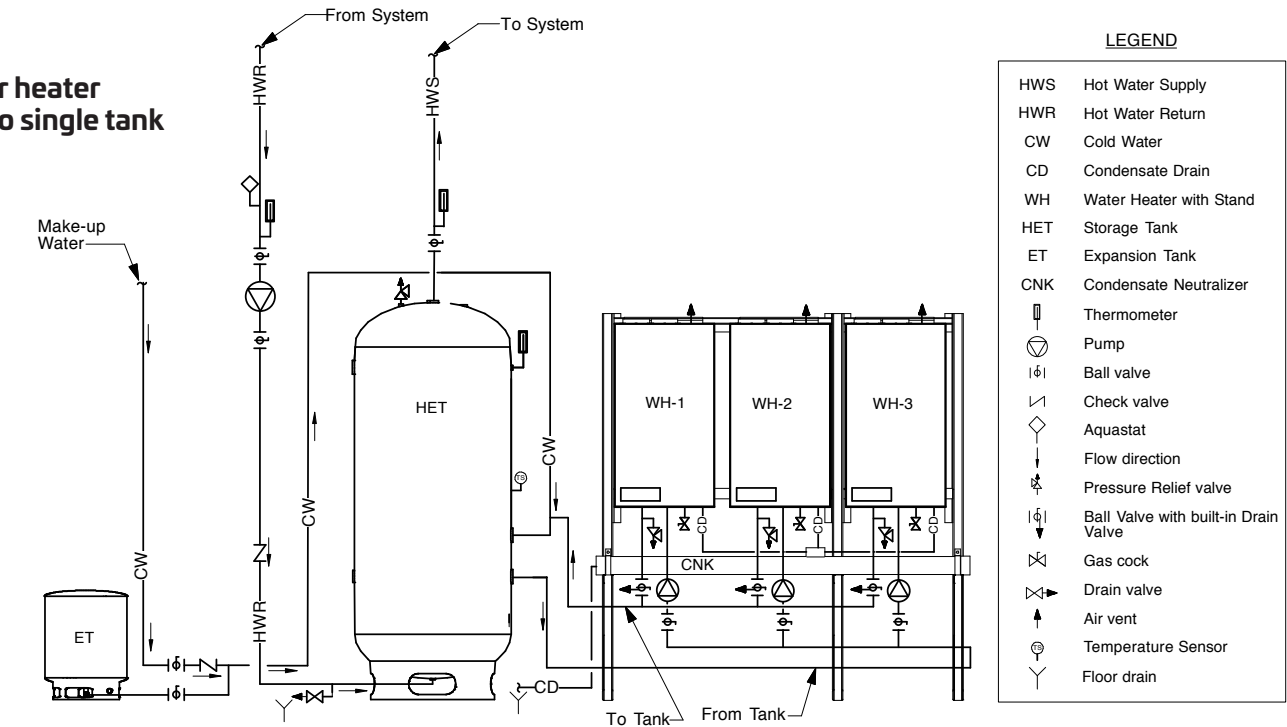 r heater
o single tank
From System
To System
Make-up
Water
HWR
HWS
CW
CW
CW
HWR
ET
HET
TS
WH-1
WH-2
WH-3
CD
CD
CD
CNK
CD
To Tank
From Tank
LEGEND
HWS Hot Water Supply
HWR Hot Water Return
CW Cold Water
CD Condensate Drain
WH Water Heater with Stand
HET Storage Tank
ET Expansion Tank
CNK Condensate Neutralizer
Thermometer
Pump
Ball valve
Check valve
Aquastat
Flow direction
Pressure Relief valve
Ball Valve with built-in Drain
Valve
Gas cock
Drain valve
Air vent
TS Temperature Sensor
Floor drain